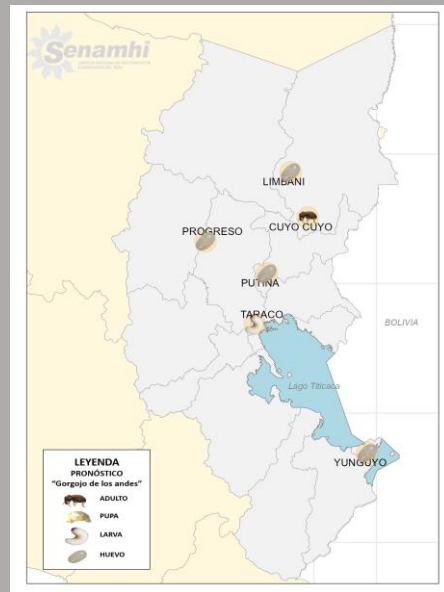 Senamhi
LIMBANI
CUYO CUYO
PROGRESO
PUTINA
TARACO
BOLIVIA
Lago Titicaca
YUNGUYO
LEYENDA
PRONÓSTICO
"Gorgojo de los andes"
ADULTO
PUPA
LARVA
HUEVO